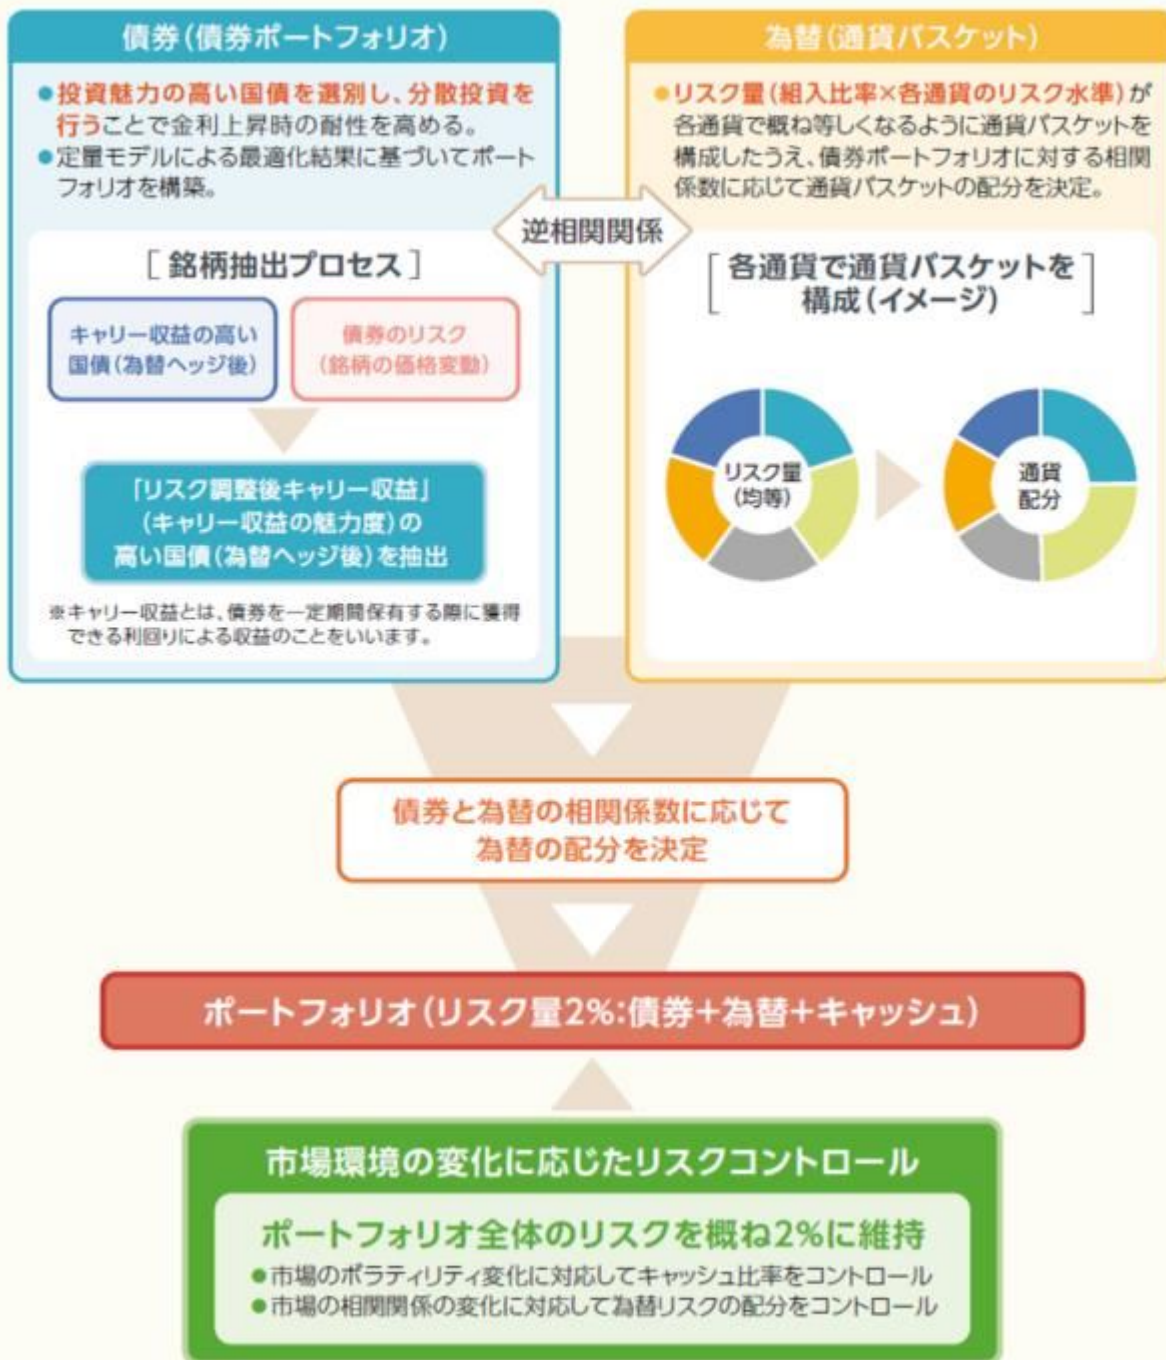 債券(債券ポートフォリオ)
●投資魅力の高い国債を選別し、分散投資を
行うことで金利上昇時の耐性を高める。
●定量モデルによる最適化結果に基づいてポート
フォリオを構築。
[銘柄抽出プロセス]
キャリー収益の高い
国債(為替ヘッジ後)
債券のリスク
(銘柄の価格変動)
「リスク調整後キャリー収益」
(キャリー収益の魅力度)の
高い国債(為替ヘッジ後)を抽出
※キャリー収益とは、債券を一定期間保有する際に獲得
できる利回りによる収益のことをいいます。
逆相関関係
為替(通貨バスケット)
●リスク量(組入比率×各通貨のリスク水準)が
各通貨で概ね等しくなるように通貨バスケットを
構成したうえ、債券ポートフォリオに対する相関
係数に応じて通貨バスケットの配分を決定。
[各通貨で通貨バスケットを
構成(イメージ)]
リスク量
(均等)
通貨
配分
債券と為替の相関係数に応じて
為替の配分を決定
ポートフォリオ(リスク量2%:債券+為替+キャッシュ)
市場環境の変化に応じたリスクコントロール
ポートフォリオ全体のリスクを概ね2%に維持
●市場のボラティリティ変化に対応してキャッシュ比率をコントロール
●市場の相関関係の変化に対応して為替リスクの配分をコントロール